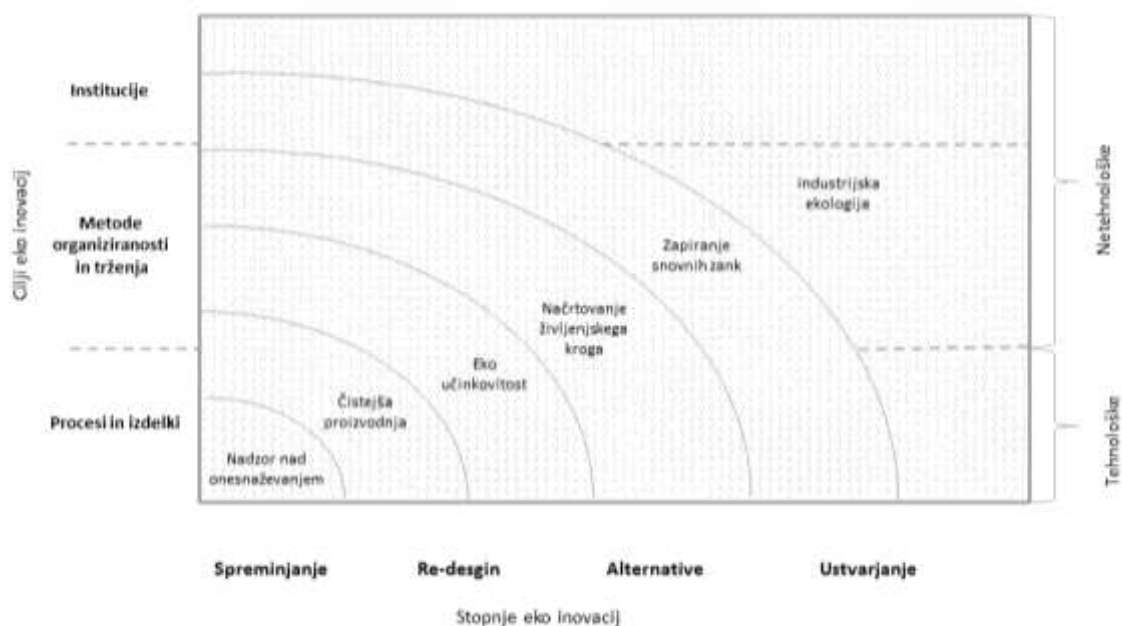 Institucije
Cilji eko inovacij
Metode
organiziranosti
in trženja
Procesi in izdelki
industrijska
ekologija
Zapiranje
snovnih zank
Načrtovanje
življenjskega
kroga
Eko
učinkovitost
Čistejša
proizvodnja
Nadzor nad
onesnaževanjem
Netehnološke
Tehnološke
Spreminjanje
Re-desgin
Alternative
Ustvarjanje
Stopnje eko inovacij